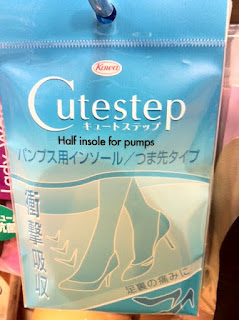 Kowa
Cutestep
キュートステップ
Half insole for pumps
パンプス用インソール／つま先タイプ
衝撃吸収
足裏の痛みに